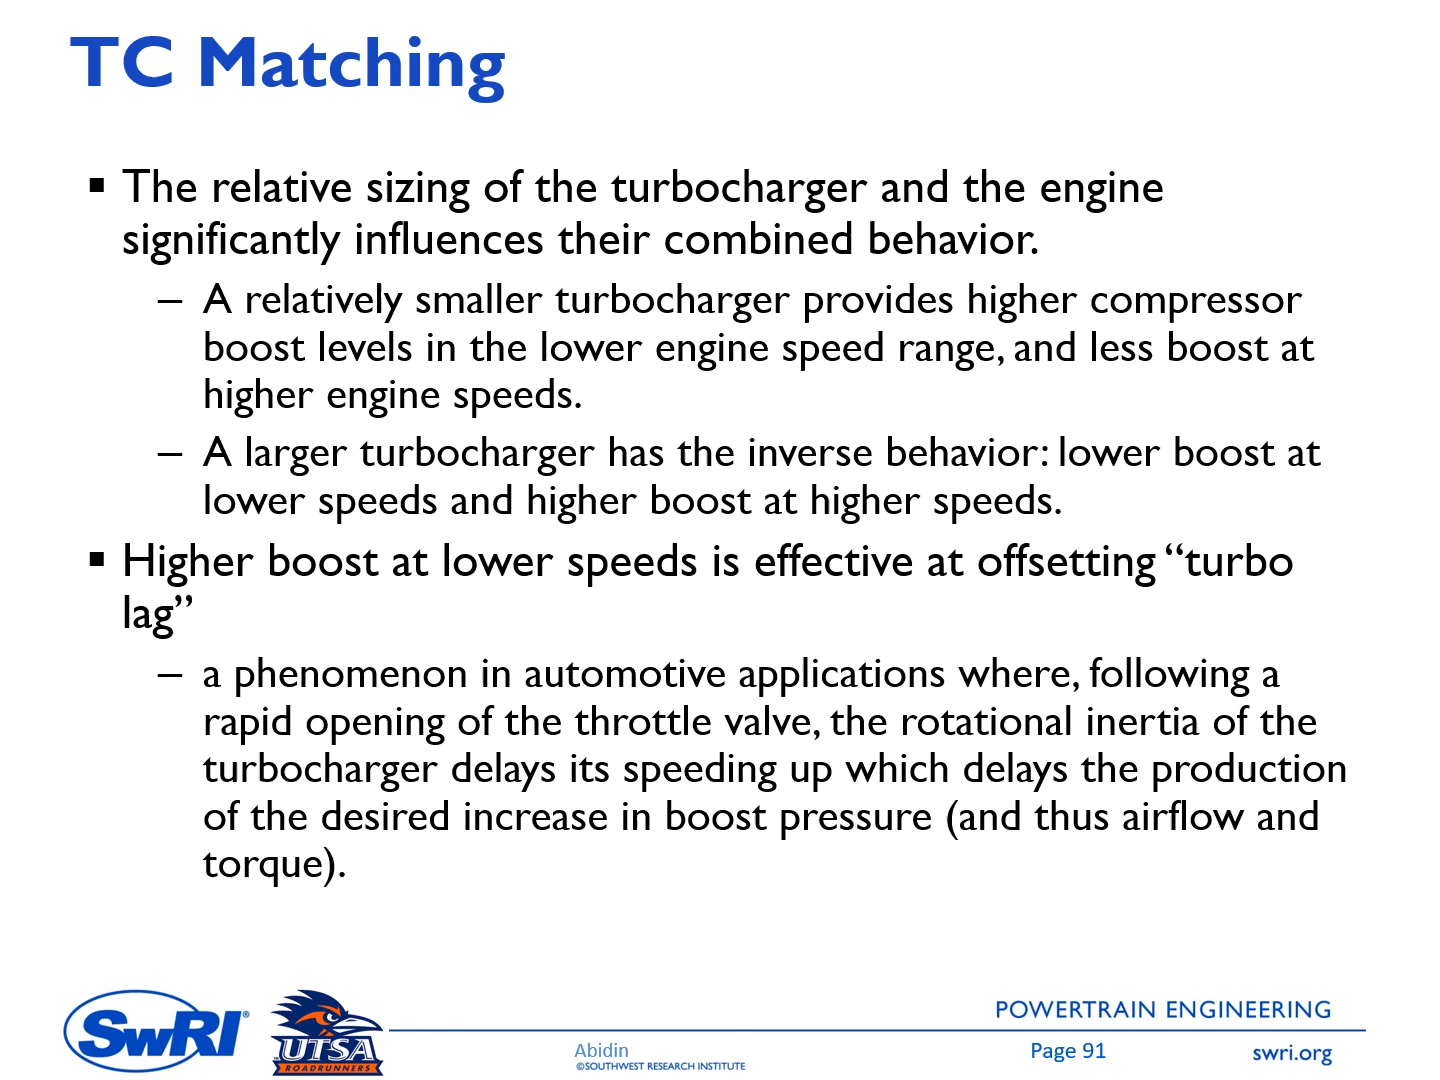 TC Matching
▪ The relative sizing of the turbocharger and the engine
significantly influences their combined behavior.
– A relatively smaller turbocharger provides higher compressor
boost levels in the lower engine speed range, and less boost at
higher engine speeds.
– A larger turbocharger has the inverse behavior: lower boost at
lower speeds and higher boost at higher speeds.
▪ Higher boost at lower speeds is effective at offsetting “turbo
lag”
– a phenomenon in automotive applications where, following a
rapid opening of the throttle valve, the rotational inertia of the
turbocharger delays its speeding up which delays the production
of the desired increase in boost pressure (and thus airflow and
torque).
POWERTRAIN ENGINEERING
SwRI®
UTSA
ROADRUNNERS
Abidin
©SOUTHWEST RESEARCH INSTITUTE
Page 91
swri.org